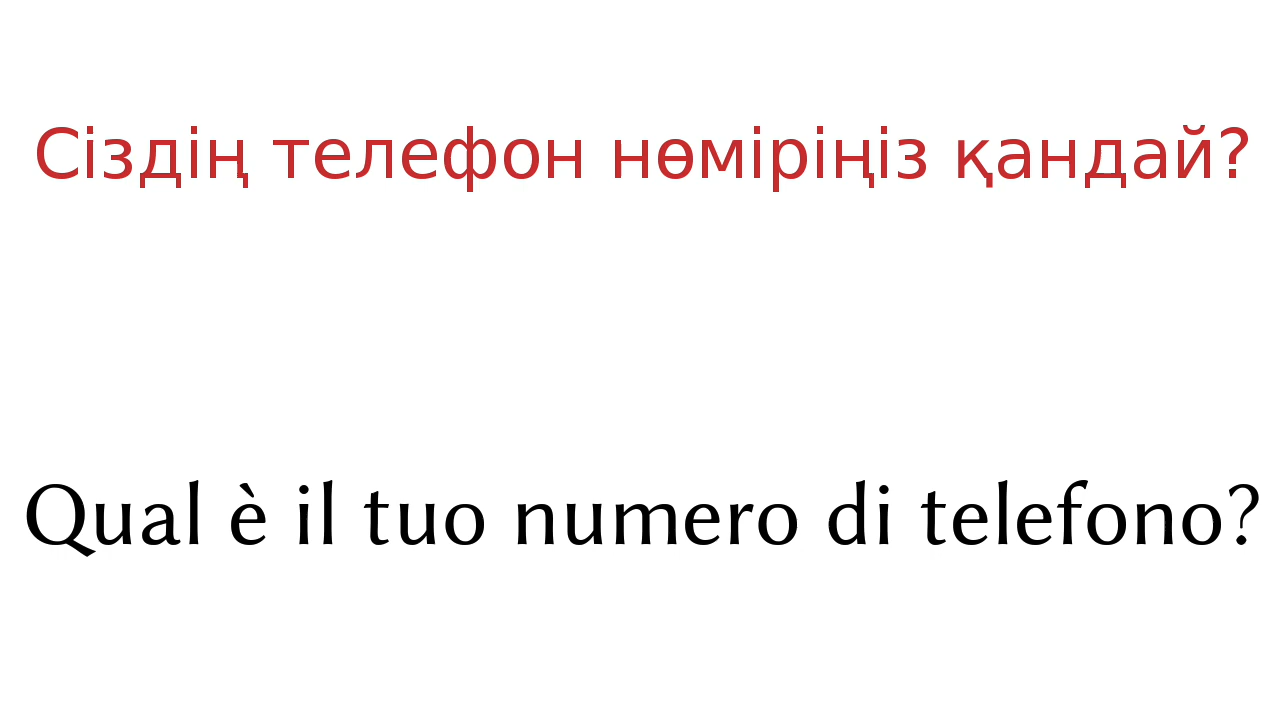 Сіздің телефон нөміріңіз қандай?
Qual è il tuo numero di telefono?